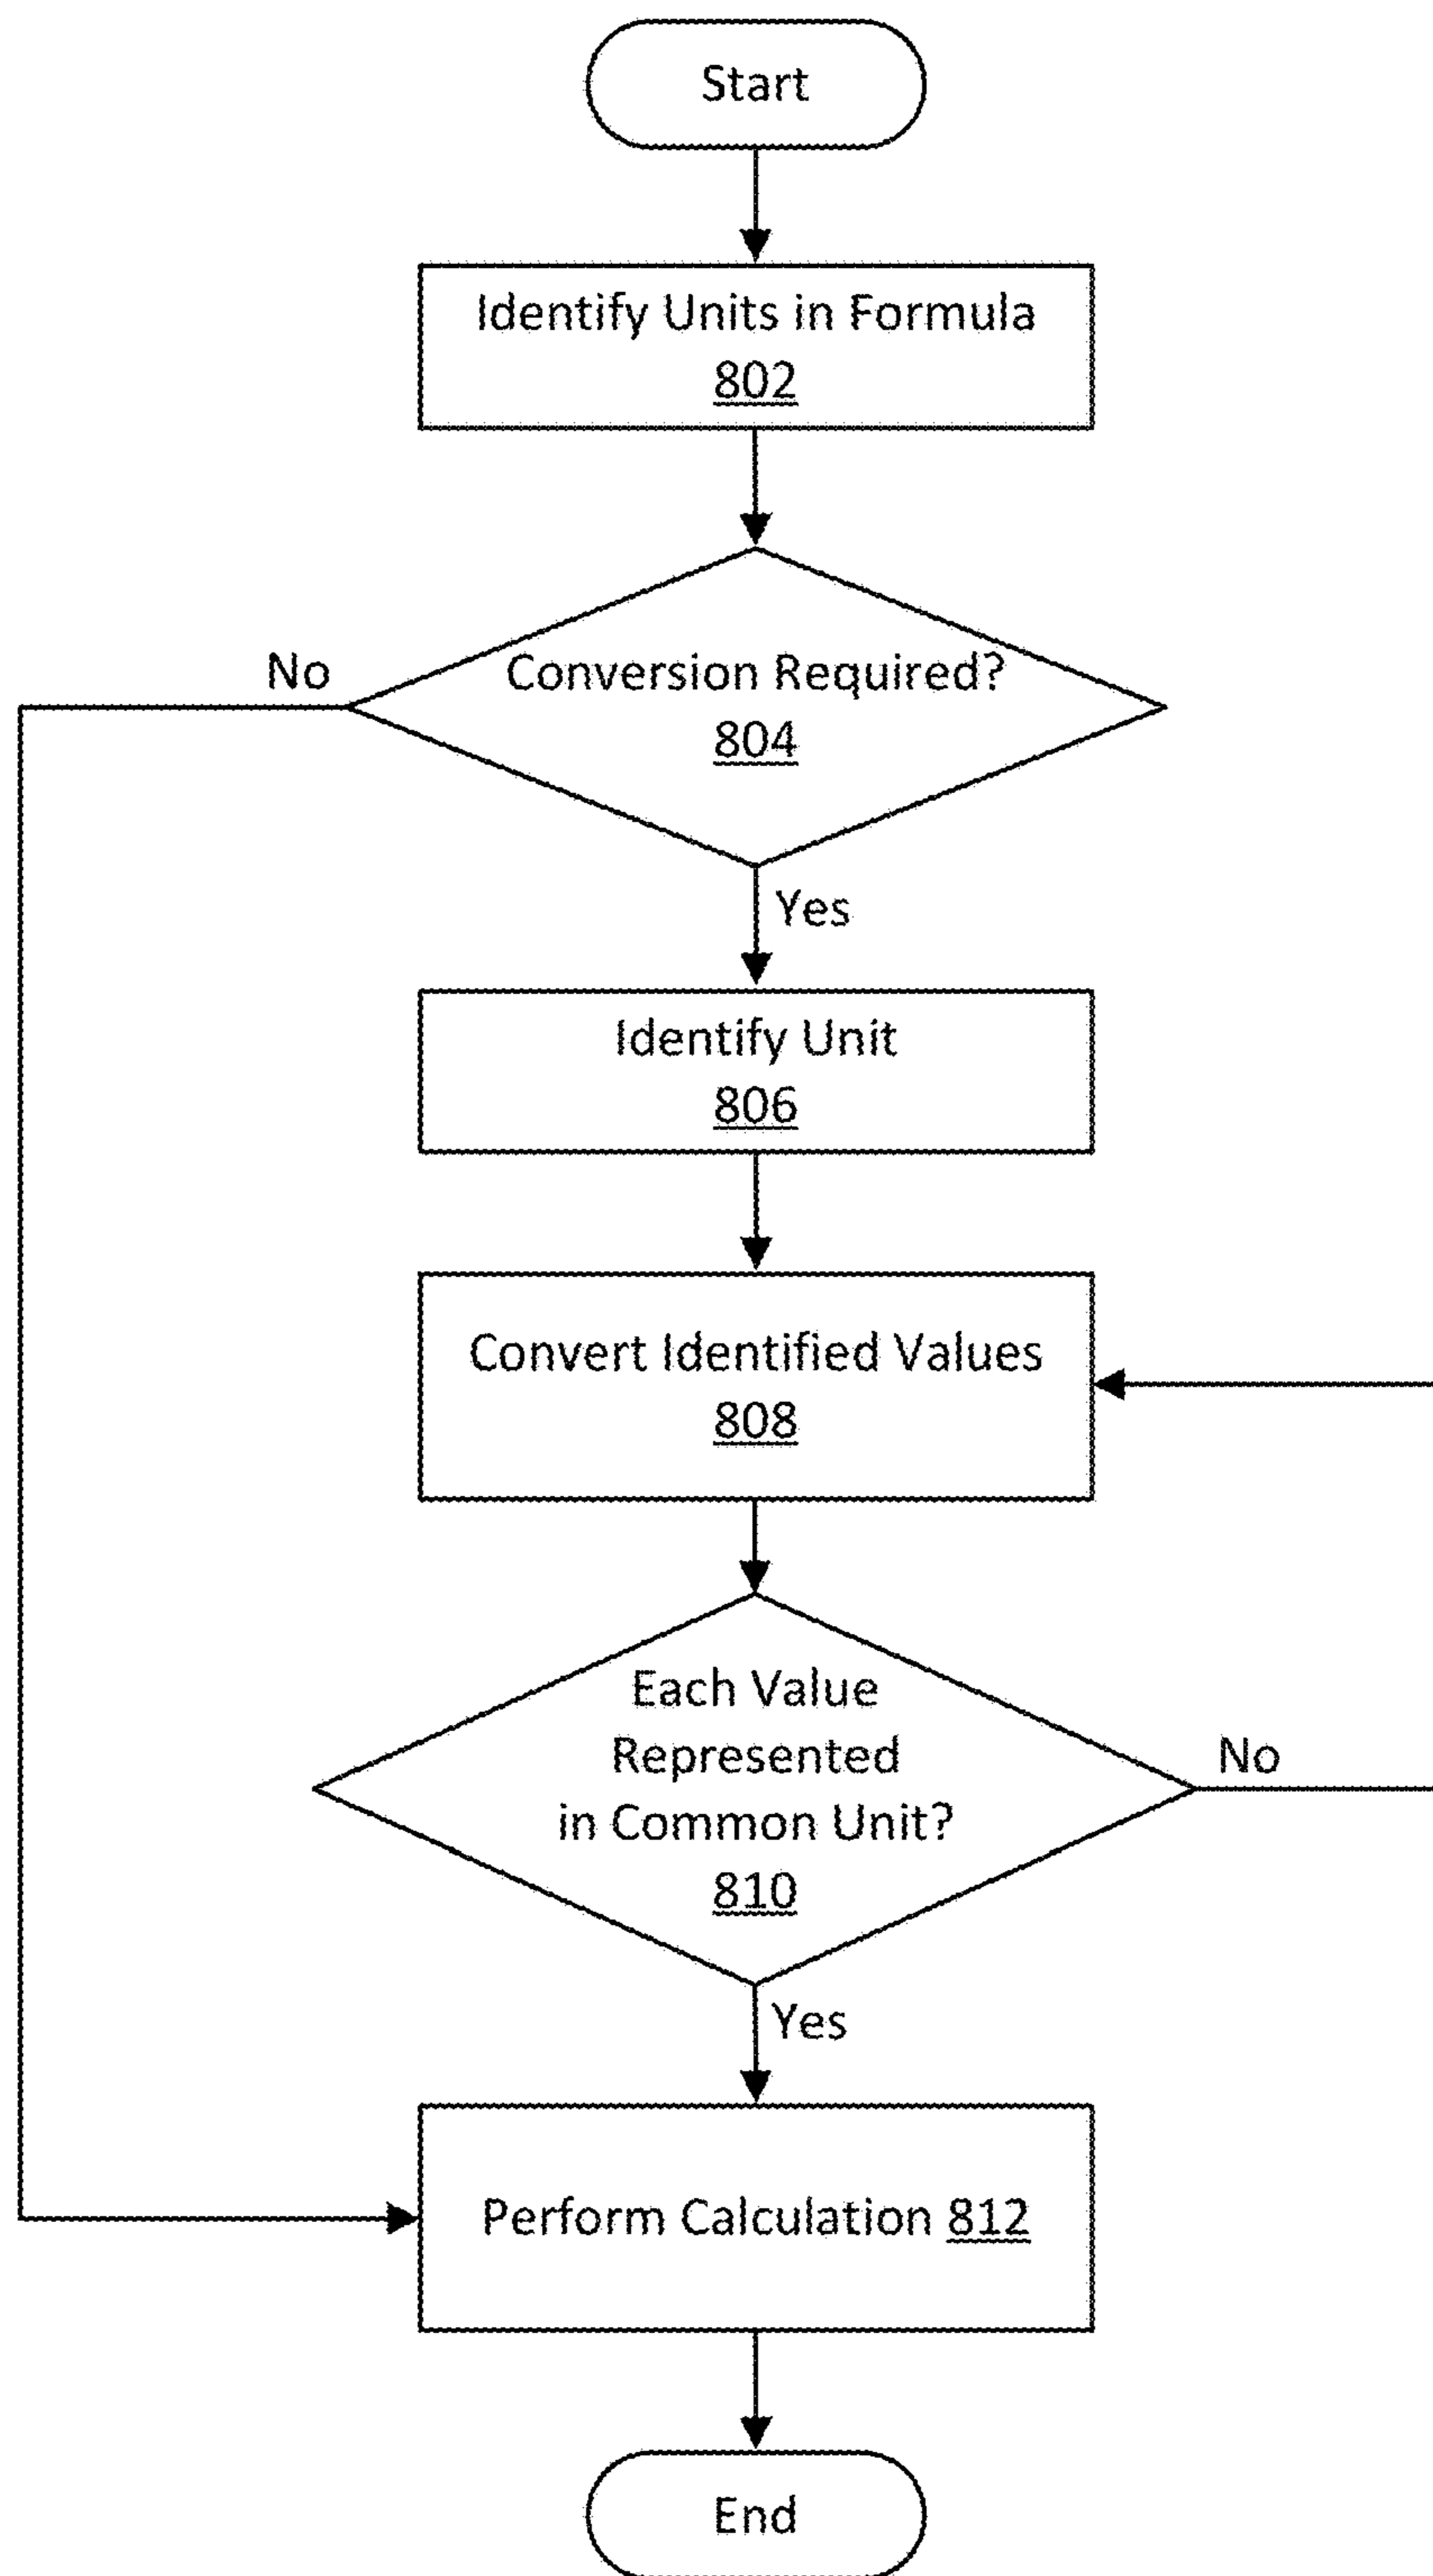 Start
Identify Units in Formula
802
No
Conversion Required?
804
Yes
Identify Unit
806
Convert Identified Values
808
Each Value
Represented
in Common Unit?
810
No
Yes
Perform Calculation 812
End